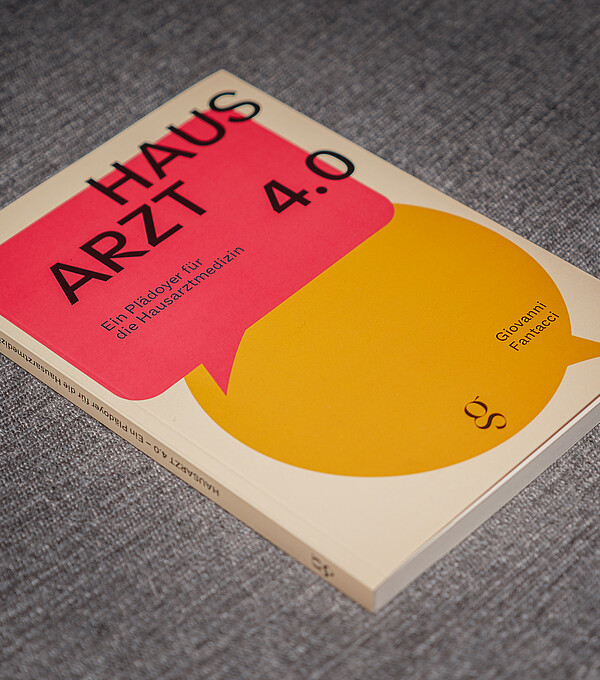 HAUS
ARZT 4.0
Ein Plädoyer für
die Hausarztmedizin
Giovanni
Fantacci
g
HAUSARZT 4.0 – Ein Plädoyer für die Hausarztmedizin
g